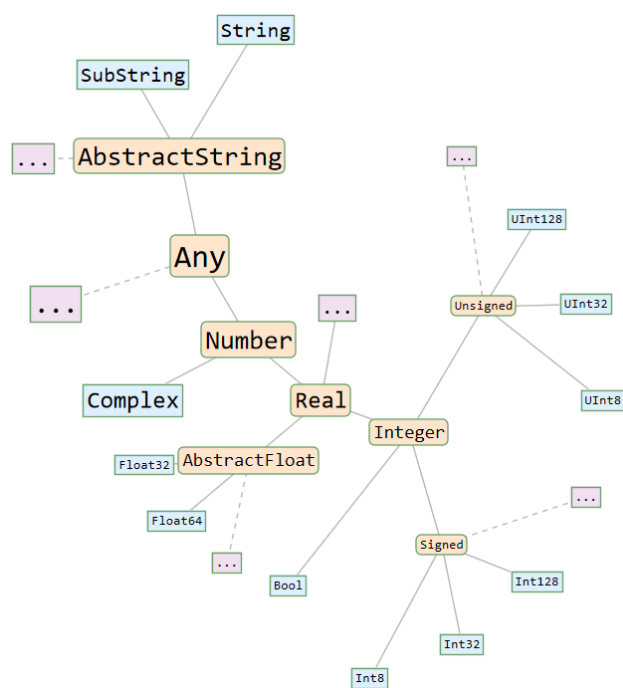 String
SubString
...
AbstractString
...
UInt128
Any
...
...
Unsigned
UInt32
Number
Complex
Real
UInt8
Integer
Float32
AbstractFloat
...
Float64
Signed
...
Bool
Int128
Int32
Int8